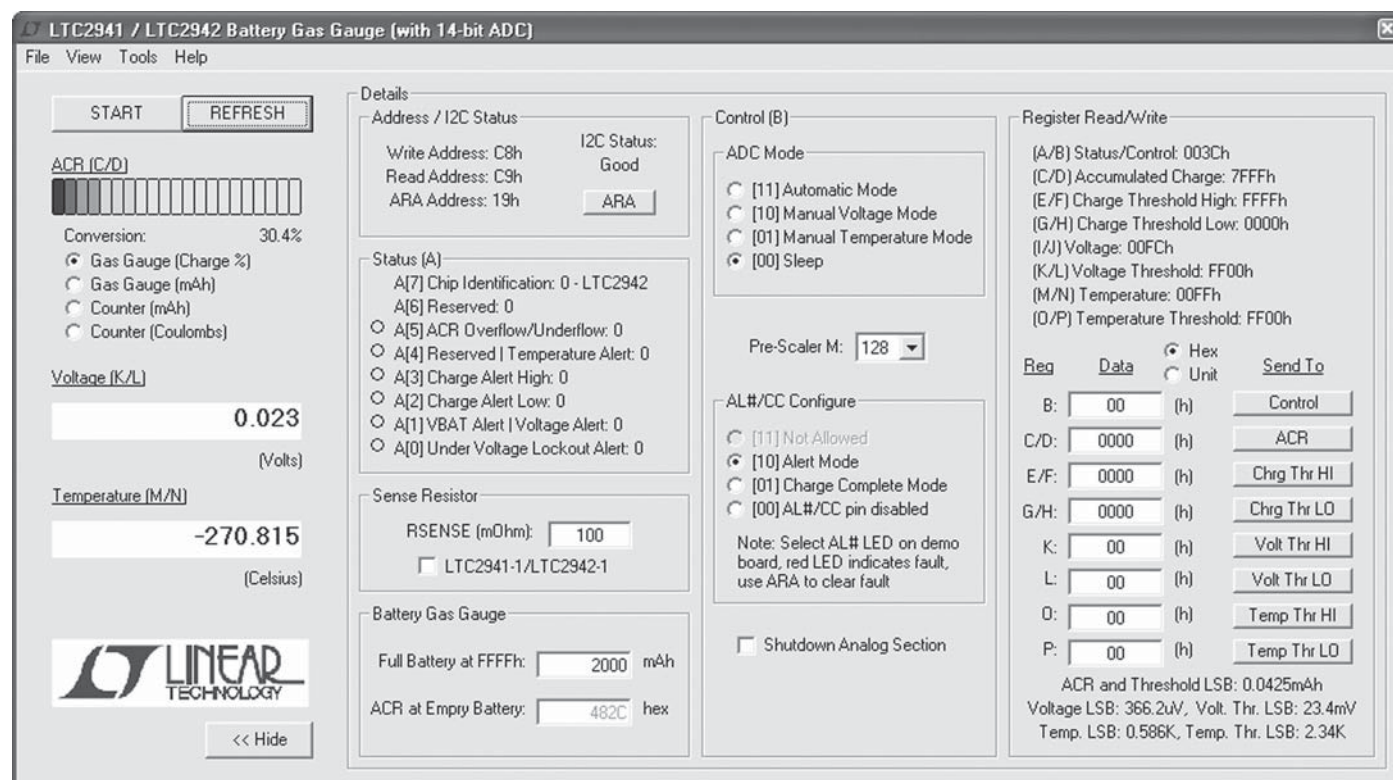 LTC2941 / LTC2942 Battery Gas Gauge (with 14-bit ADC)
File View Tools Help
START REFRESH
ACR (C/D)
Conversion: 30.4%
Gas Gauge (Charge %)
Gas Gauge (mAh)
Counter (mAh)
Counter (Coulombs)
Voltage (K/L)
0.023
(Volts)
Temperature (M/N)
-270.815
(Celsius)
LINEAR
TECHNOLOGY
<< Hide
Details
Address / I2C Status
Write Address: C8h
Read Address: C9h
ARA Address: 19h
I2C Status:
Good
ARA
Status (A)
A[7] Chip Identification: 0 - LTC2942
A[6] Reserved: 0
A[5] ACR Overflow/Underflow: 0
A[4] Reserved | Temperature Alert: 0
A[3] Charge Alert High: 0
A[2] Charge Alert Low: 0
A[1] VBAT Alert | Voltage Alert: 0
A[0] Under Voltage Lockout Alert: 0
Sense Resistor
RSENSE (mOhm): 100
LTC2941-1/LTC2942-1
Battery Gas Gauge
Full Battery at FFFFh: 2000 mAh
ACR at Empry Battery: 482C hex
Control (B)
ADC Mode
[11] Automatic Mode
[10] Manual Voltage Mode
[01] Manual Temperature Mode
[00] Sleep
Pre-Scaler M: 128
AL#/CC Configure
[11] Not Allowed
[10] Alert Mode
[01] Charge Complete Mode
[00] AL#/CC pin disabled
Note: Select AL# LED on demo
board, red LED indicates fault,
use ARA to clear fault
Shutdown Analog Section
Register Read/Write
(A/B) Status/Control: 003Ch
(C/D) Accumulated Charge: 7FFFh
(E/F) Charge Threshold High: FFFFh
(G/H) Charge Threshold Low: 0000h
(I/J) Voltage: 00FCh
(K/L) Voltage Threshold: FF00h
(M/N) Temperature: 00FFh
(O/P) Temperature Threshold: FF00h
Reg Data Hex Unit Send To
B: 00 (h) Control
C/D: 0000 (h) ACR
E/F: 0000 (h) Chrg Thr HI
G/H: 0000 (h) Chrg Thr LO
K: 00 (h) Volt Thr HI
L: 00 (h) Volt Thr LO
O: 00 (h) Temp Thr HI
P: 00 (h) Temp Thr LO
ACR and Threshold LSB: 0.0425mAh
Voltage LSB: 366.2uV, Volt. Thr. LSB: 23.4mV
Temp. LSB: 0.586K, Temp. Thr. LSB: 2.34K